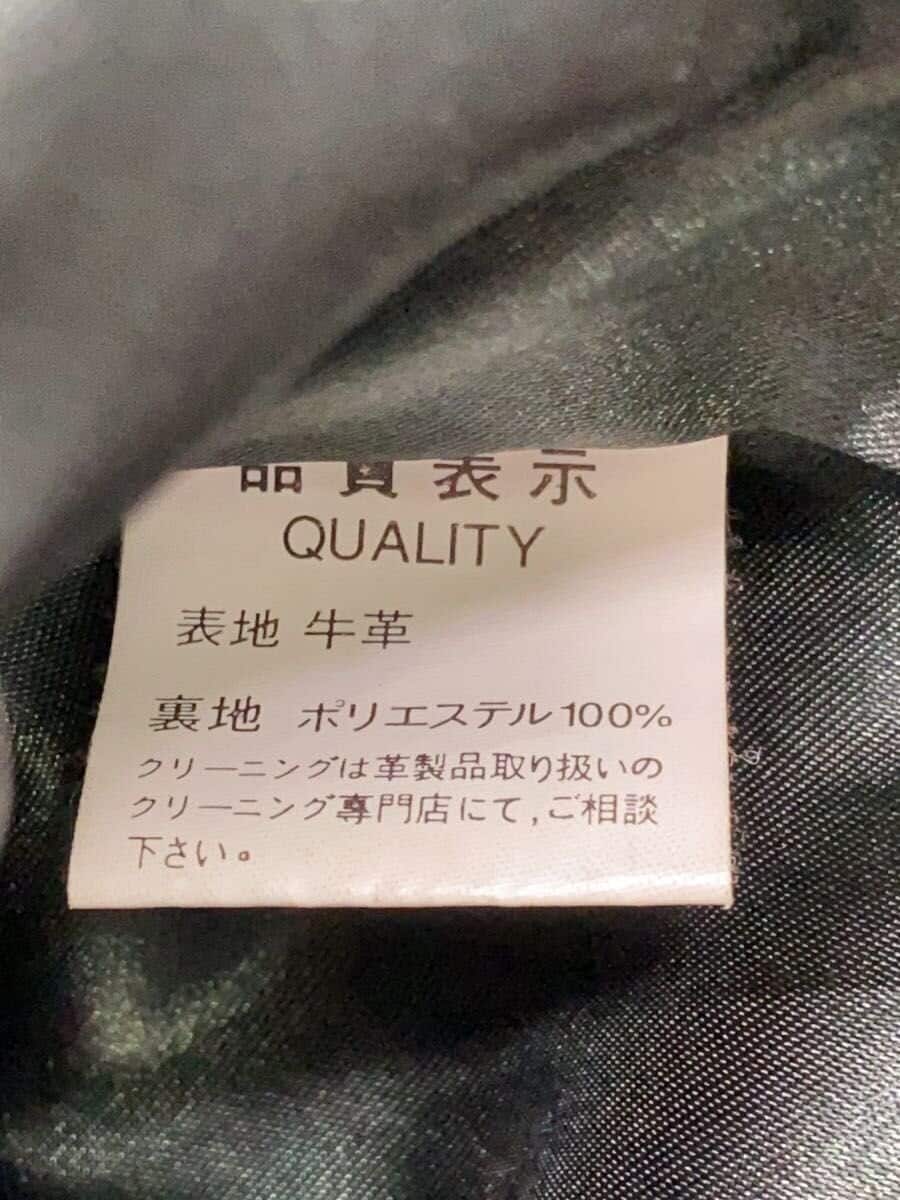 品質表示
QUALITY
表地 牛革
裏地 ポリエステル100%
クリーニングは革製品取り扱いの
クリーニング専門店にて,ご相談
下さい。